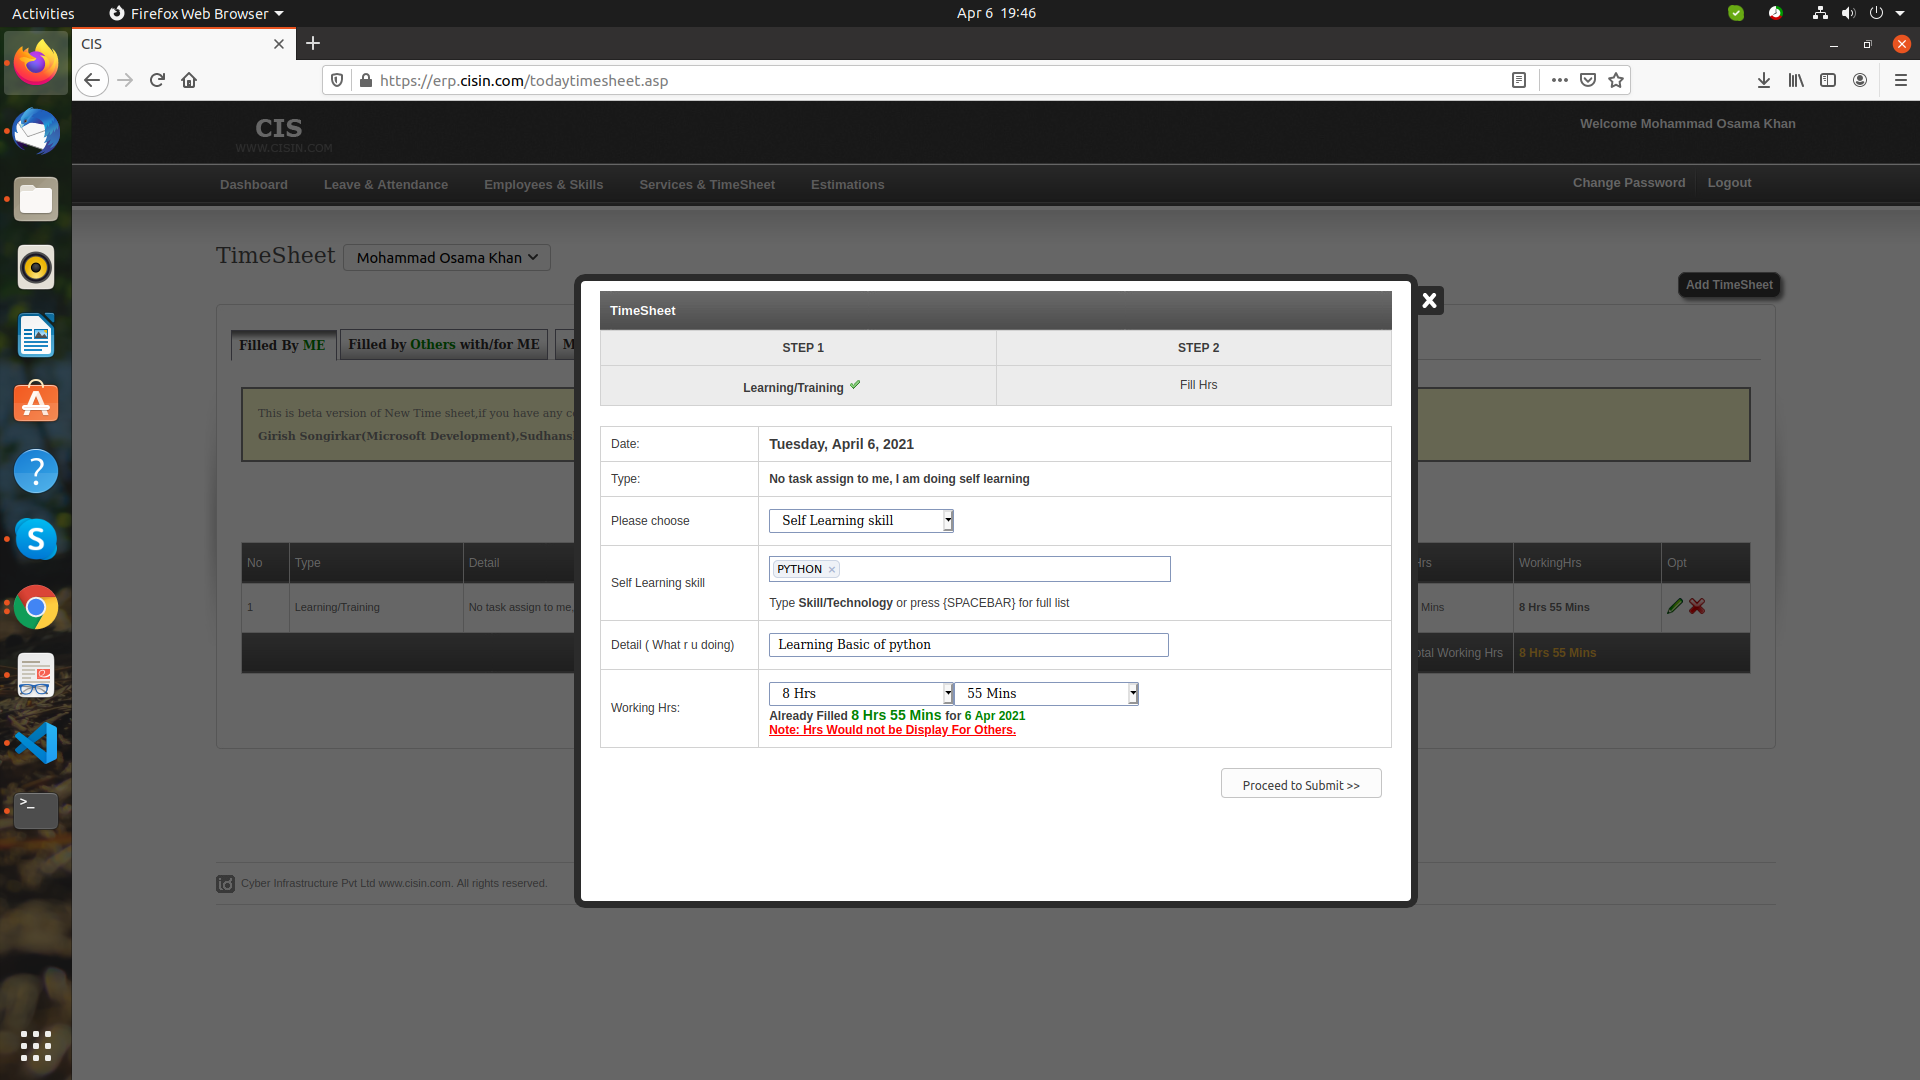 Activities
Firefox Web Browser
Apr 6 19:46
CIS
https://erp.cisin.com/todaytimesheet.asp
CIS
WWW.CISIN.COM
Welcome Mohammad Osama Khan
Dashboard
Leave & Attendance
Employees & Skills
Services & TimeSheet
Estimations
Change Password
Logout
TimeSheet
Mohammad Osama Khan
Add TimeSheet
Filled By ME
Filled by Others with/for ME
M
This is beta version of New Time sheet,if you have any
Girish Songirkar(Microsoft Development),
No Type Detail
WorkingHrs Opt
1 Learning/Training No task assign to me,
Mins 8 Hrs 55 Mins
Working Hrs 8 Hrs 55 Mins
TimeSheet
STEP 1 STEP 2
Learning/Training Fill Hrs
Date: Tuesday, April 6, 2021
Type: No task assign to me, I am doing self learning
Please choose Self Learning skill
Self Learning skill PYTHON ×
Type Skill/Technology or press {SPACEBAR} for full list
Detail ( What r u doing) Learning Basic of python
Working Hrs: 8 Hrs 55 Mins
Already Filled 8 Hrs 55 Mins for 6 Apr 2021
Note: Hrs Would not be Display For Others.
Proceed to Submit >>
Cyber Infrastructure Pvt Ltd www.cisin.com. All rights reserved.